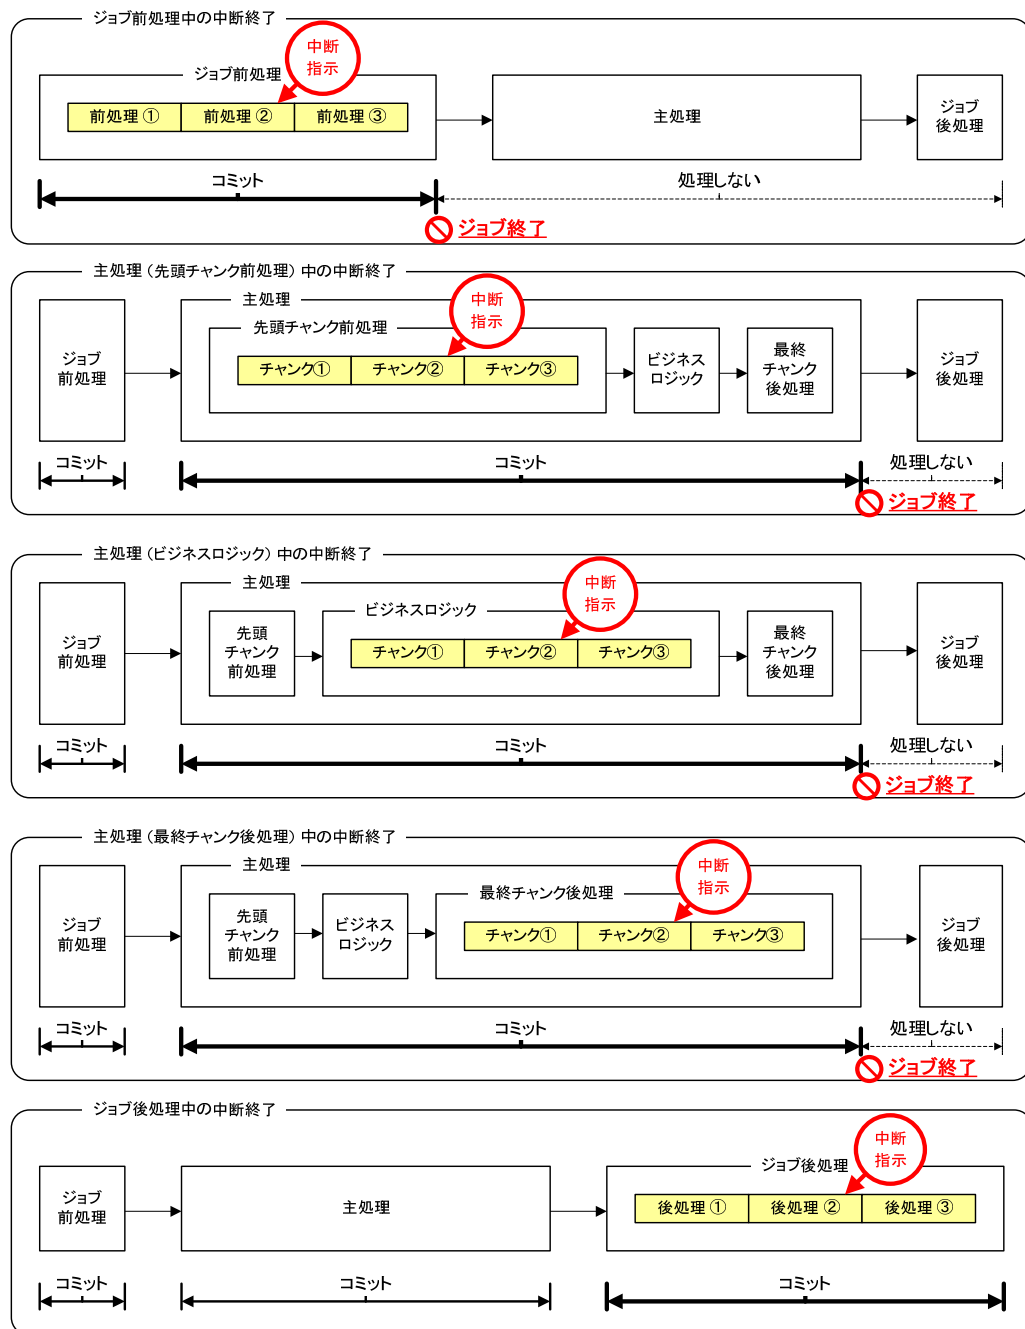 ジョブ前処理中の中断終了
中断
指示
ジョブ前処理
前処理 ①
前処理 ②
前処理 ③
主処理
ジョブ
後処理
コミット
処理しない
ジョブ終了
主処理（先頭チャンク前処理）中の中断終了
中断
指示
主処理
先頭チャンク前処理
チャンク①
チャンク②
チャンク③
ジョブ
前処理
ビジネス
ロジック
最終
チャンク
後処理
ジョブ
後処理
コミット
コミット
処理しない
ジョブ終了
主処理（ビジネスロジック）中の中断終了
中断
指示
主処理
ビジネスロジック
ジョブ
前処理
先頭
チャンク
前処理
チャンク①
チャンク②
チャンク③
最終
チャンク
後処理
ジョブ
後処理
コミット
コミット
処理しない
ジョブ終了
主処理（最終チャンク後処理）中の中断終了
中断
指示
主処理
最終チャンク後処理
ジョブ
前処理
先頭
チャンク
前処理
ビジネス
ロジック
チャンク①
チャンク②
チャンク③
ジョブ
後処理
コミット
コミット
処理しない
ジョブ終了
ジョブ後処理中の中断終了
中断
指示
ジョブ後処理
ジョブ
前処理
主処理
後処理 ①
後処理 ②
後処理 ③
コミット
コミット
コミット